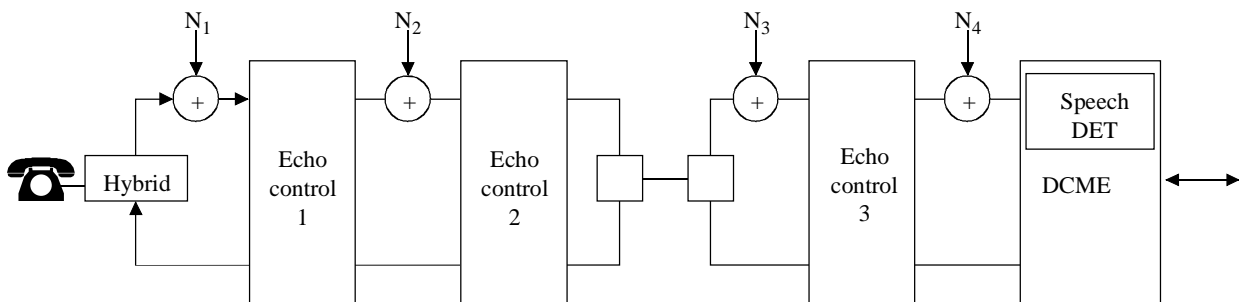 N1
N2
N3
N4
+
+
+
+
Hybrid
Echo
control
1
Echo
control
2
Echo
control
3
Speech
DET
DCME